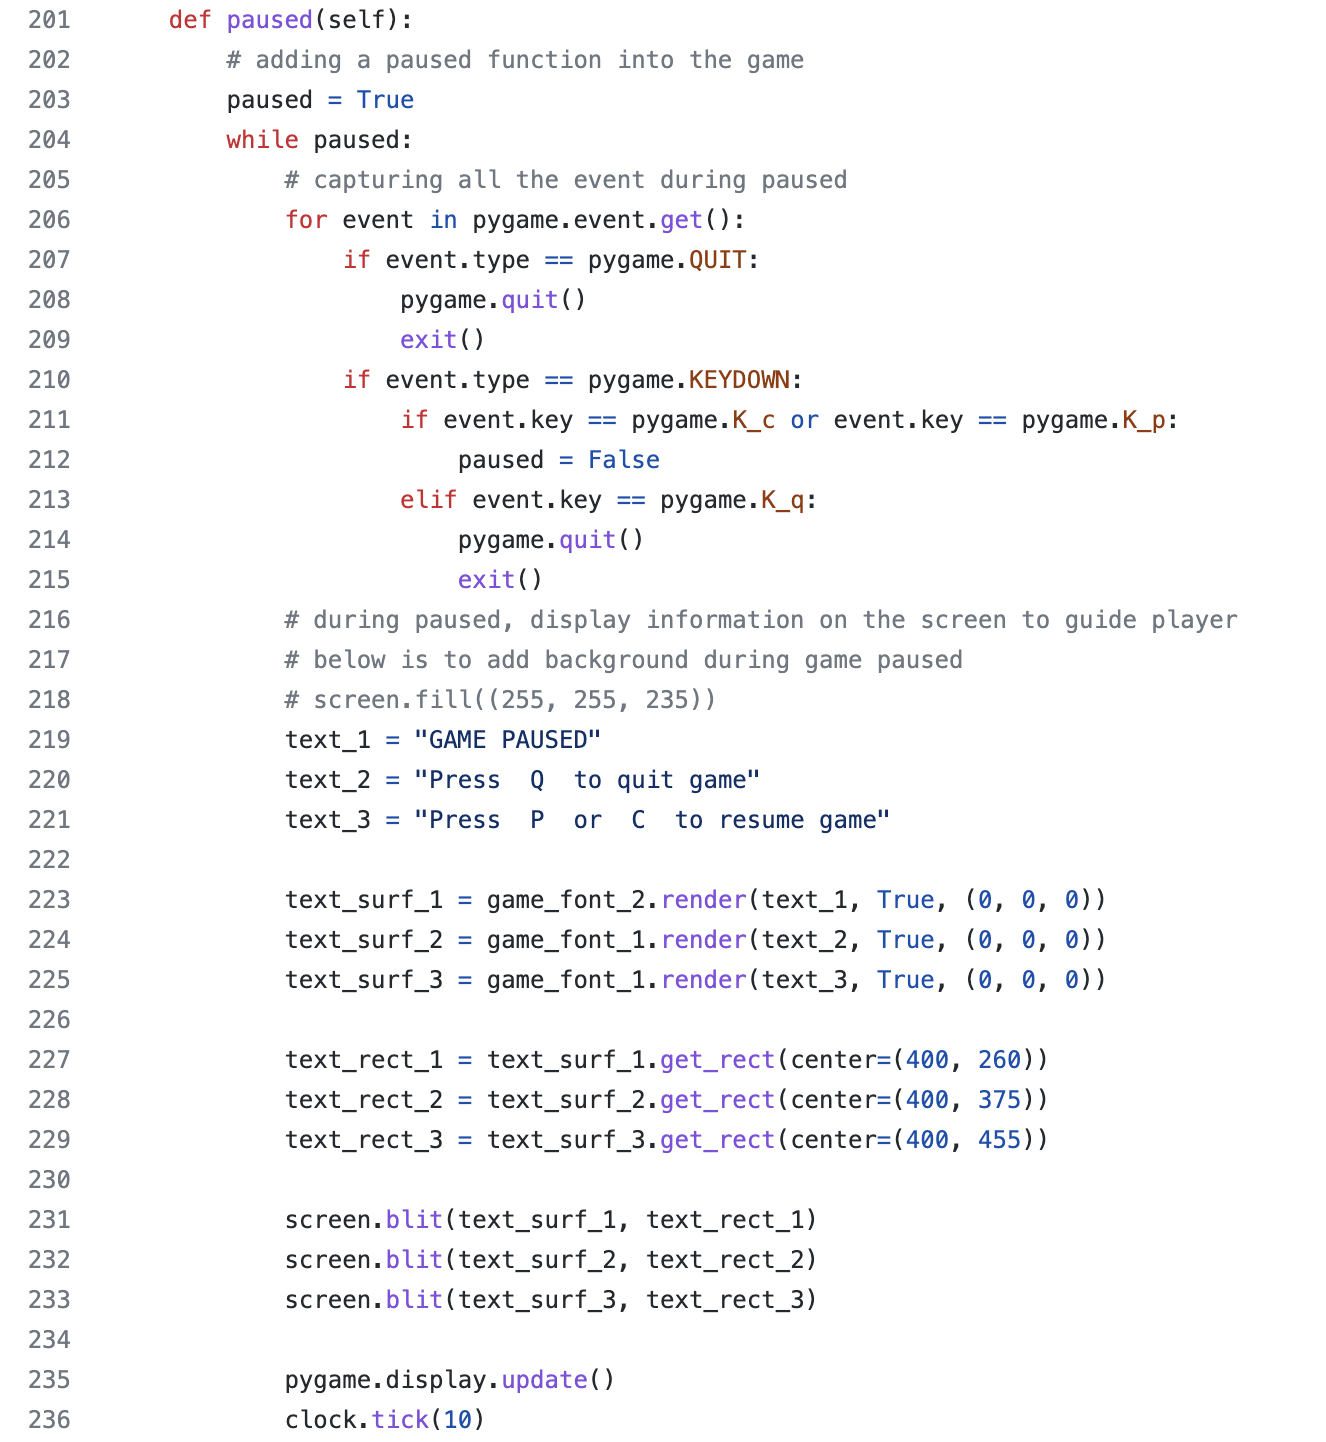 201 def paused(self):
202 # adding a paused function into the game
203 paused = True
204 while paused:
205 # capturing all the event during paused
206 for event in pygame.event.get():
207 if event.type == pygame.QUIT:
208 pygame.quit()
209 exit()
210 if event.type == pygame.KEYDOWN:
211 if event.key == pygame.K_c or event.key == pygame.K_p:
212 paused = False
213 elif event.key == pygame.K_q:
214 pygame.quit()
215 exit()
216 # during paused, display information on the screen to guide player
217 # below is to add background during game paused
218 # screen.fill((255, 255, 235))
219 text_1 = "GAME PAUSED"
220 text_2 = "Press  Q  to quit game"
221 text_3 = "Press  P  or  C  to resume game"
222
223 text_surf_1 = game_font_2.render(text_1, True, (0, 0, 0))
224 text_surf_2 = game_font_1.render(text_2, True, (0, 0, 0))
225 text_surf_3 = game_font_1.render(text_3, True, (0, 0, 0))
226
227 text_rect_1 = text_surf_1.get_rect(center=(400, 260))
228 text_rect_2 = text_surf_2.get_rect(center=(400, 375))
229 text_rect_3 = text_surf_3.get_rect(center=(400, 455))
230
231 screen.blit(text_surf_1, text_rect_1)
232 screen.blit(text_surf_2, text_rect_2)
233 screen.blit(text_surf_3, text_rect_3)
234
235 pygame.display.update()
236 clock.tick(10)